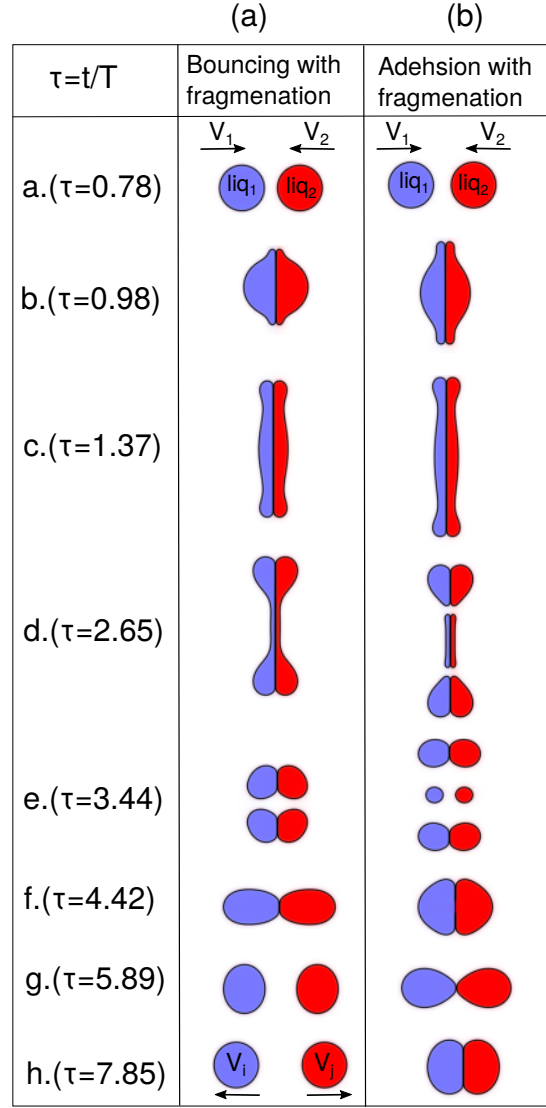 (a)
(b)
τ=t/T
Bouncing with
fragmenation
Adehsion with
fragmenation
V₁
V₂
V₁
V₂
a.(τ=0.78)
liq₁
liq₂
liq₁
liq₂
b.(τ=0.98)
c.(τ=1.37)
d.(τ=2.65)
e.(τ=3.44)
f.(τ=4.42)
g.(τ=5.89)
h.(τ=7.85)
Vᵢ
Vⱼ